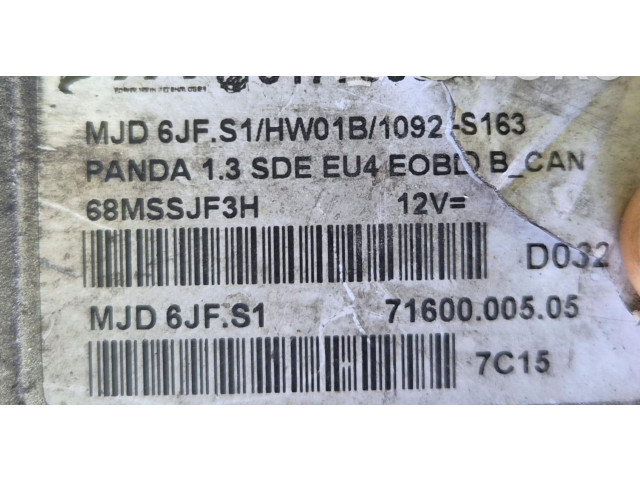 MJD 6JF.S1/HW01B/1092 -S163
PANDA 1.3 SDE EU4 EOBD B_CAN
68MSSJF3H 12V=
D032
MJD 6JF.S1 71600.005.05
7C15